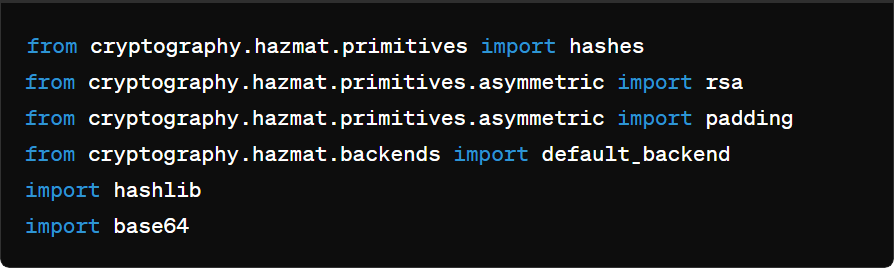 from cryptography.hazmat.primitives import hashes
from cryptography.hazmat.primitives.asymmetric import rsa
from cryptography.hazmat.primitives.asymmetric import padding
from cryptography.hazmat.backends import default_backend
import hashlib
import base64